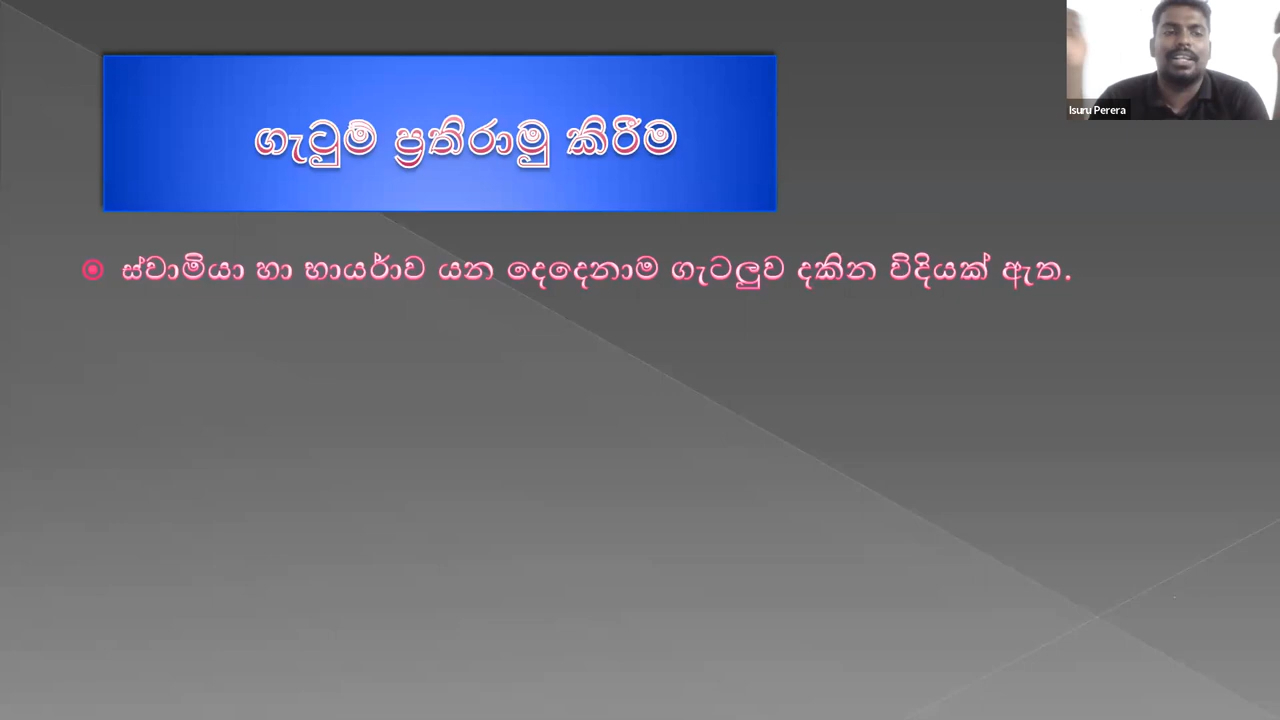 Isuru Perera
ගැටුම් ප්‍රතිරාමු කිරීම
ස්වාමියා හා භාර්යාව යන දෙදෙනාම ගැටලුව දකින විදියක් ඇත.